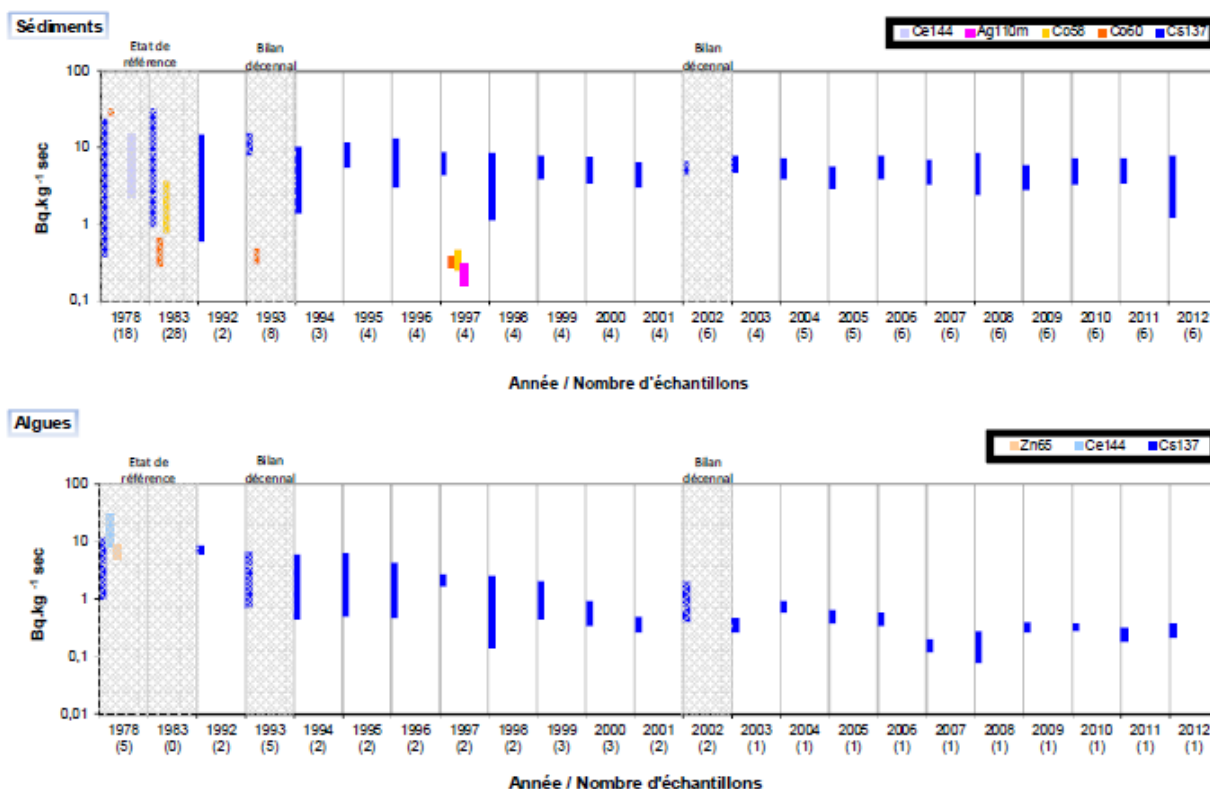 Sédiments
Ce144 Ag110m Co58 Co60 Cs137
Etat de référence
Bilan décennal
Bilan décennal
Bq.kg⁻¹ sec
100
10
1
0,1
1978 1983 1992 1993 1994 1995 1996 1997 1998 1999 2000 2001 2002 2003 2004 2005 2006 2007 2008 2009 2010 2011 2012
(18) (28) (2) (8) (3) (4) (4) (4) (4) (4) (4) (4) (6) (4) (5) (5) (6) (6) (6) (6) (6) (6) (6)
Année / Nombre d'échantillons
Algues
Zn65 Ce144 Cs137
Etat de référence
Bilan décennal
Bilan décennal
Bq.kg⁻¹ sec
100
10
1
0,1
0,01
1978 1983 1992 1993 1994 1995 1996 1997 1998 1999 2000 2001 2002 2003 2004 2005 2006 2007 2008 2009 2010 2011 2012
(5) (0) (2) (5) (2) (2) (2) (2) (2) (3) (3) (2) (2) (1) (1) (1) (1) (1) (1) (1) (1) (1) (1)
Année / Nombre d'échantillons